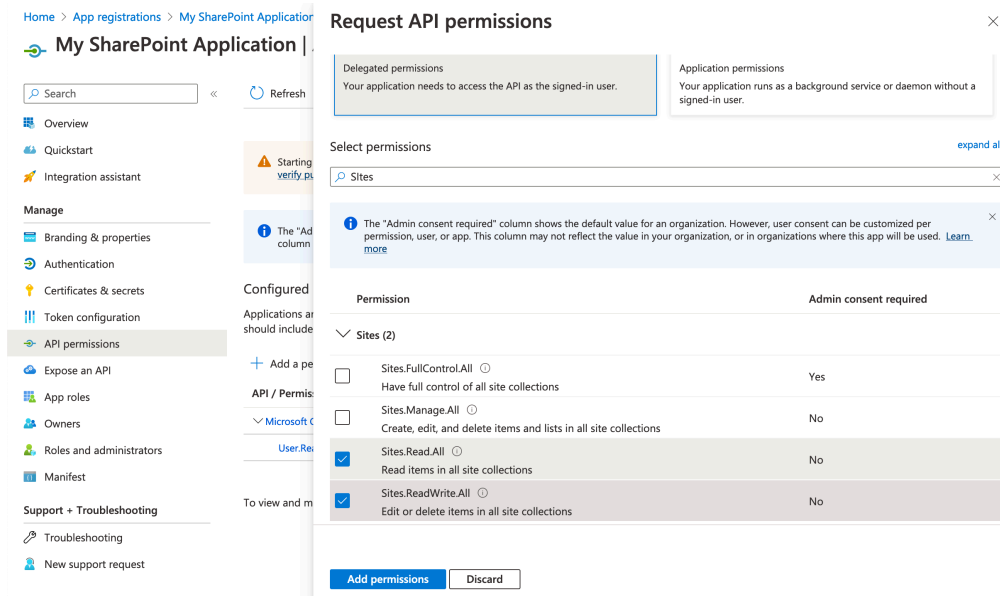 Home > App registrations > My SharePoint Application
My SharePoint Application |
Search
«
Overview
Quickstart
Integration assistant
Manage
Branding & properties
Authentication
Certificates & secrets
Token configuration
API permissions
Expose an API
App roles
Owners
Roles and administrators
Manifest
Support + Troubleshooting
Troubleshooting
New support request
Refresh
Starting
verify pu
The "Ad
column
Configured
Applications ar
should include
Add a pe
API / Permis
Microsoft
User.Rea
To view and m
Request API permissions
Delegated permissions
Your application needs to access the API as the signed-in user.
Application permissions
Your application runs as a background service or daemon without a
signed-in user.
Select permissions
expand al
SItes
The "Admin consent required" column shows the default value for an organization. However, user consent can be customized per
permission, user, or app. This column may not reflect the value in your organization, or in organizations where this app will be used. Learn
more
Permission
Admin consent required
Sites (2)
Sites.FullControl.All
Have full control of all site collections
Yes
Sites.Manage.All
Create, edit, and delete items and lists in all site collections
No
Sites.Read.All
Read items in all site collections
No
Sites.ReadWrite.All
Edit or delete items in all site collections
No
Add permissions
Discard